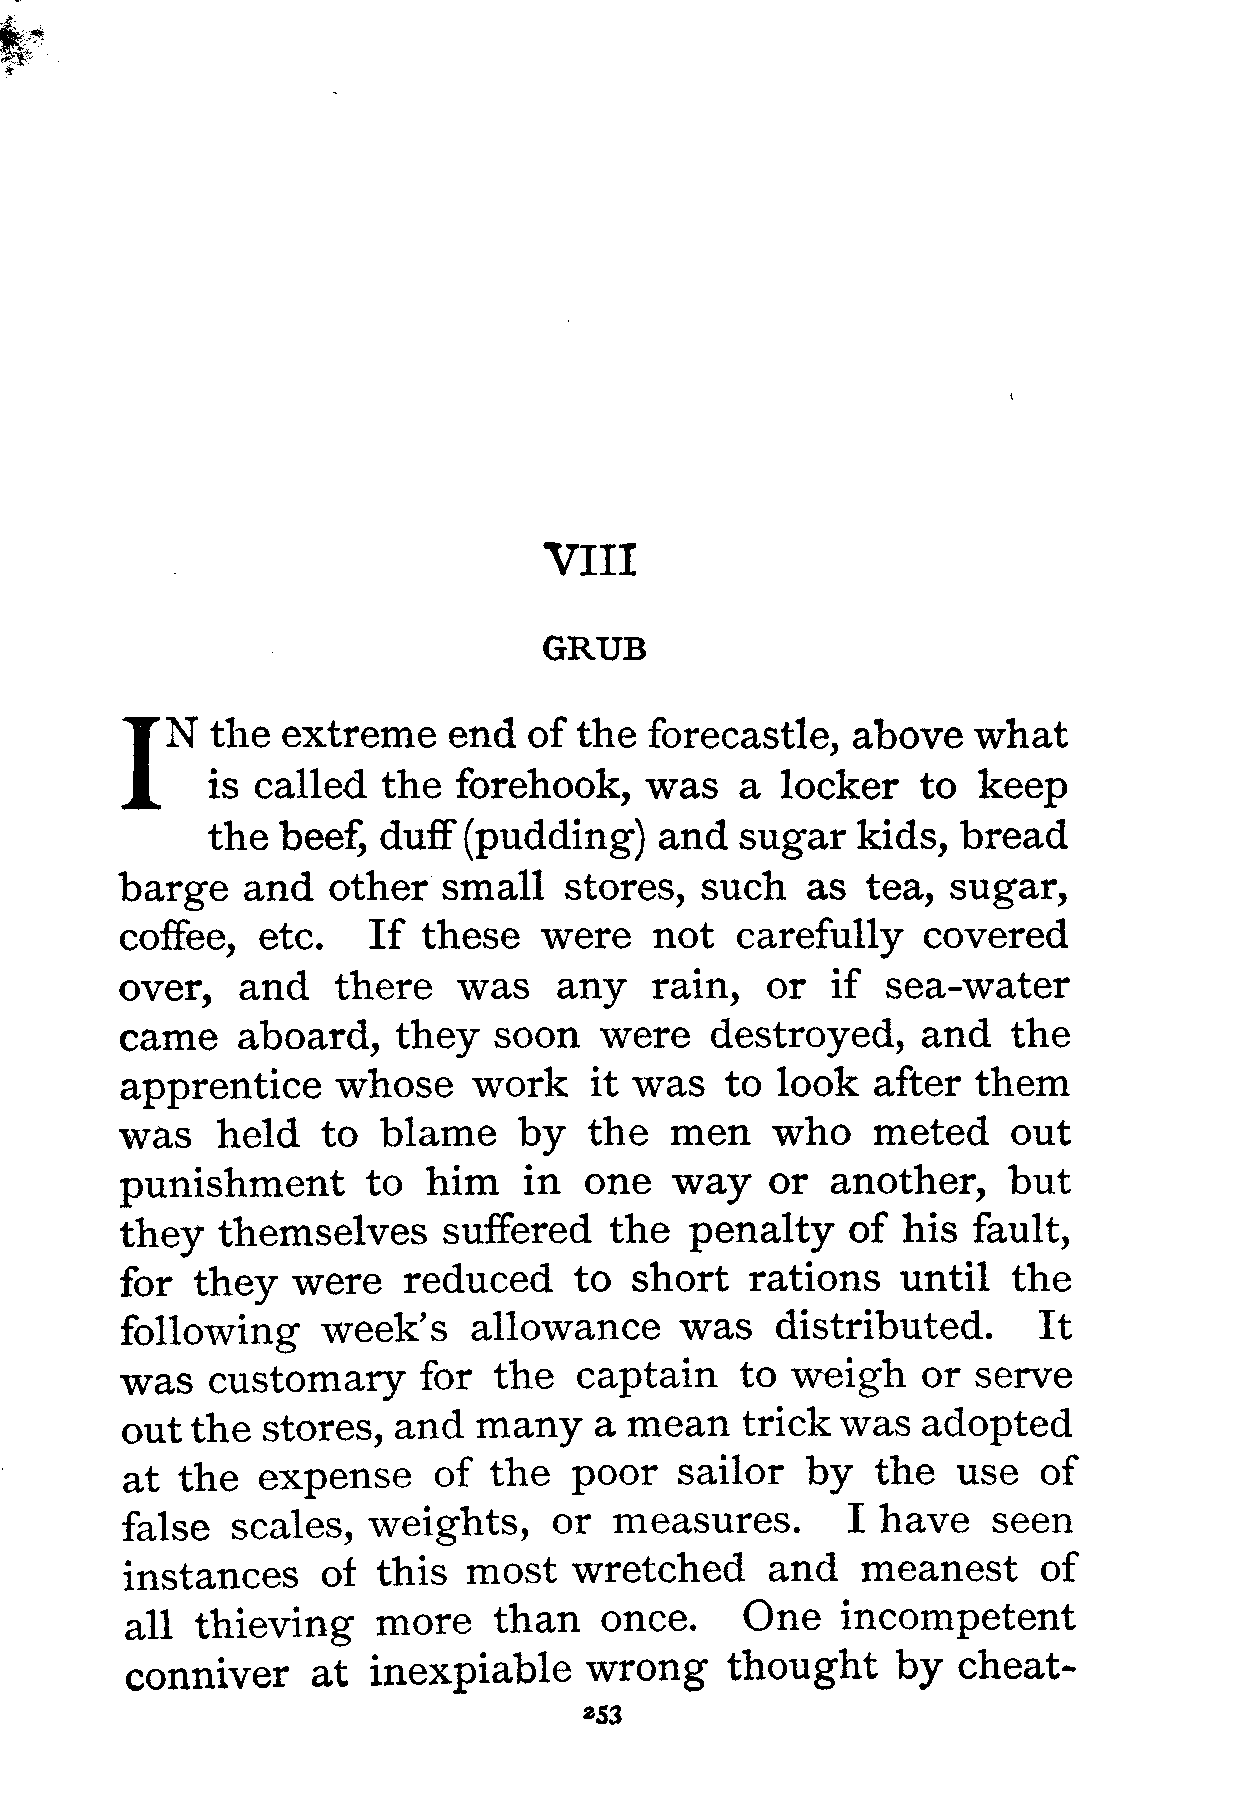 VIII
GRUB
IN the extreme end of the forecastle, above what
is called the forehook, was a locker to keep
the beef, duff (pudding) and sugar kids, bread
barge and other small stores, such as tea, sugar,
coffee, etc. If these were not carefully covered
over, and there was any rain, or if sea-water
came aboard, they soon were destroyed, and the
apprentice whose work it was to look after them
was held to blame by the men who meted out
punishment to him in one way or another, but
they themselves suffered the penalty of his fault,
for they were reduced to short rations until the
following week's allowance was distributed. It
was customary for the captain to weigh or serve
out the stores, and many a mean trick was adopted
at the expense of the poor sailor by the use of
false scales, weights, or measures. I have seen
instances of this most wretched and meanest of
all thieving more than once. One incompetent
conniver at inexpiable wrong thought by cheat-
253